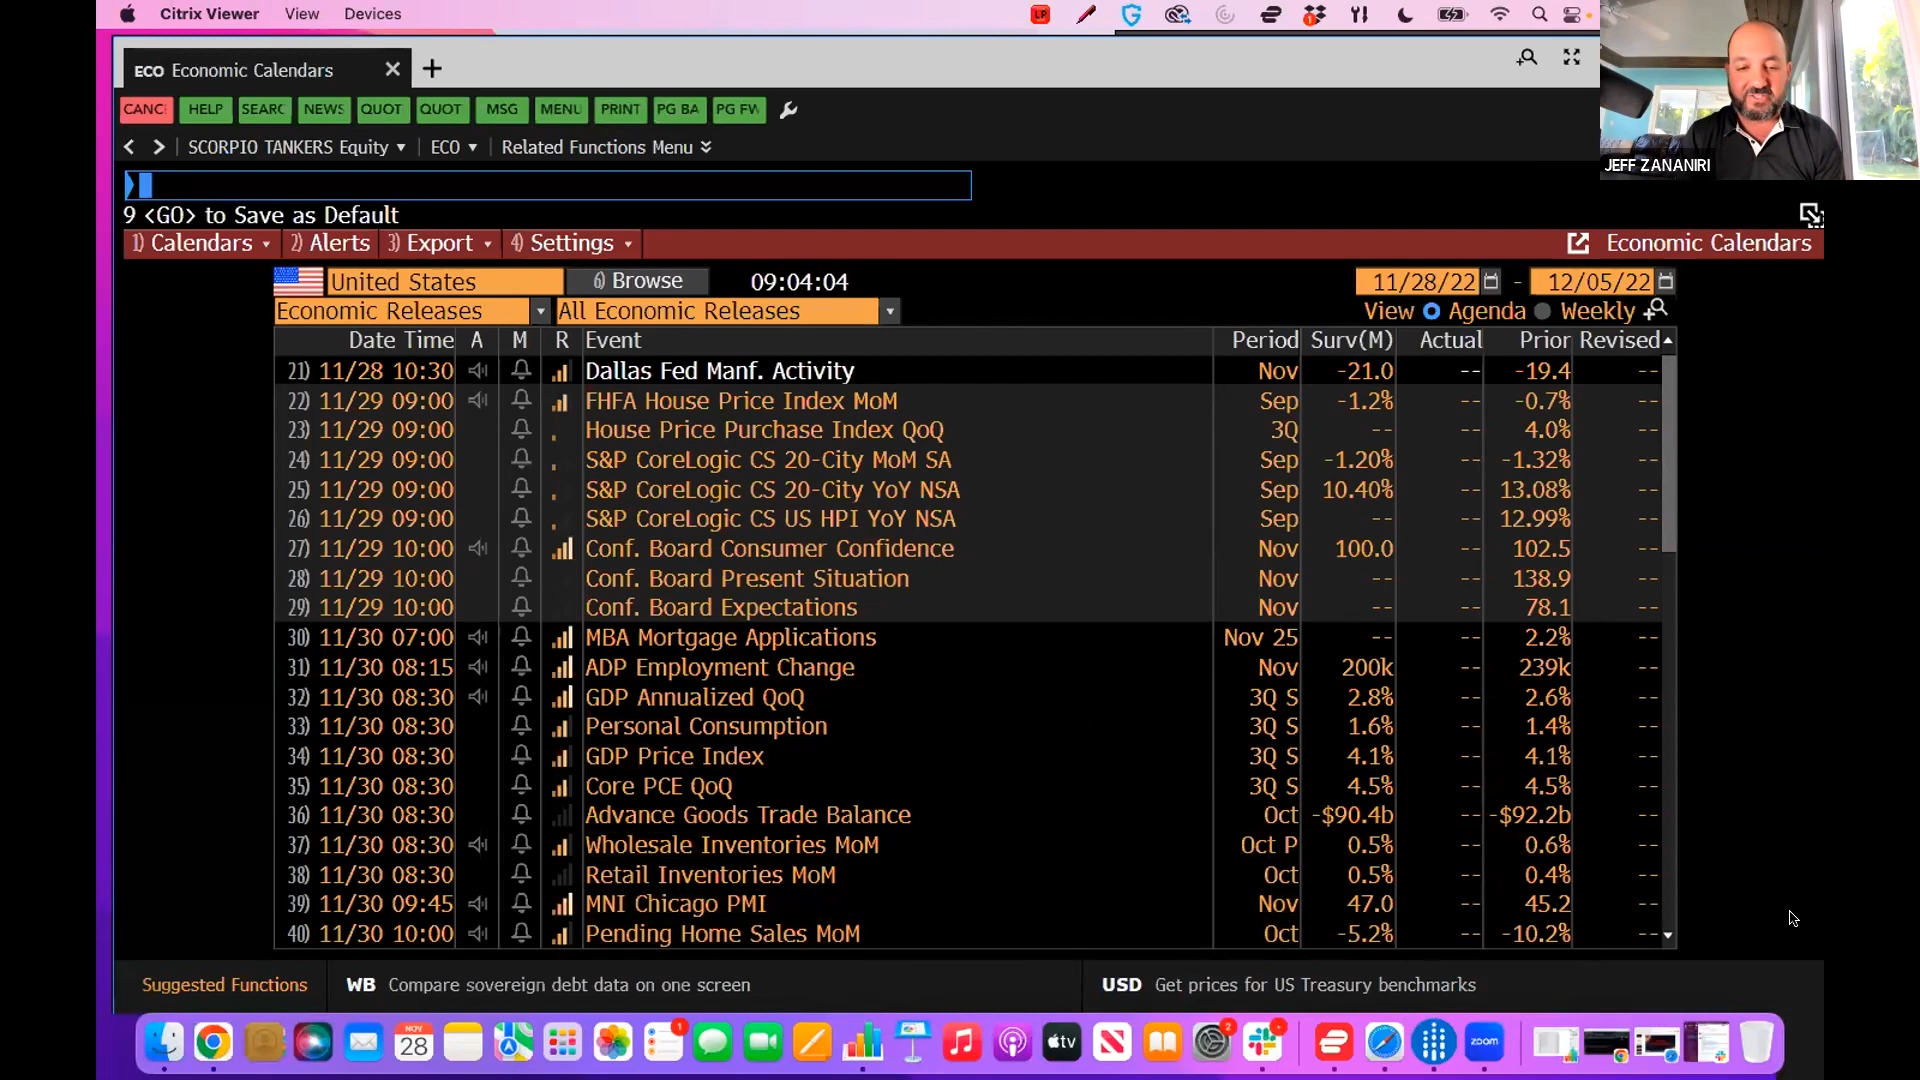 Citrix Viewer View Devices
ECO Economic Calendars
CANC HELP SEARC NEWS QUOT QUOT MSG MENU PRINT PG BA PG FW
SCORPIO TANKERS Equity ECO Related Functions Menu
JEFF ZANANIRI
9 <GO> to Save as Default
1) Calendars 2) Alerts 3) Export 4) Settings Economic Calendars
United States 6) Browse 09:04:04 11/28/22 - 12/05/22
Economic Releases All Economic Releases View Agenda Weekly
Date Time A M R Event Period Surv(M) Actual Prior Revised
21) 11/28 10:30 Dallas Fed Manf. Activity Nov -21.0 -- -19.4 --
22) 11/29 09:00 FHFA House Price Index MoM Sep -1.2% -- -0.7% --
23) 11/29 09:00 House Price Purchase Index QoQ 3Q -- -- 4.0% --
24) 11/29 09:00 S&P CoreLogic CS 20-City MoM SA Sep -1.20% -- -1.32% --
25) 11/29 09:00 S&P CoreLogic CS 20-City YoY NSA Sep 10.40% -- 13.08% --
26) 11/29 09:00 S&P CoreLogic CS US HPI YoY NSA Sep -- -- 12.99% --
27) 11/29 10:00 Conf. Board Consumer Confidence Nov 100.0 -- 102.5 --
28) 11/29 10:00 Conf. Board Present Situation Nov -- -- 138.9 --
29) 11/29 10:00 Conf. Board Expectations Nov -- -- 78.1 --
30) 11/30 07:00 MBA Mortgage Applications Nov 25 -- -- 2.2% --
31) 11/30 08:15 ADP Employment Change Nov 200k -- 239k --
32) 11/30 08:30 GDP Annualized QoQ 3Q S 2.8% -- 2.6% --
33) 11/30 08:30 Personal Consumption 3Q S 1.6% -- 1.4% --
34) 11/30 08:30 GDP Price Index 3Q S 4.1% -- 4.1% --
35) 11/30 08:30 Core PCE QoQ 3Q S 4.5% -- 4.5% --
36) 11/30 08:30 Advance Goods Trade Balance Oct -$90.4b -- -$92.2b --
37) 11/30 08:30 Wholesale Inventories MoM Oct P 0.5% -- 0.6% --
38) 11/30 08:30 Retail Inventories MoM Oct 0.5% -- 0.4% --
39) 11/30 09:45 MNI Chicago PMI Nov 47.0 -- 45.2 --
40) 11/30 10:00 Pending Home Sales MoM Oct -5.2% -- -10.2% --
Suggested Functions WB Compare sovereign debt data on one screen USD Get prices for US Treasury benchmarks
NOV 1 tv 2 zoom
28